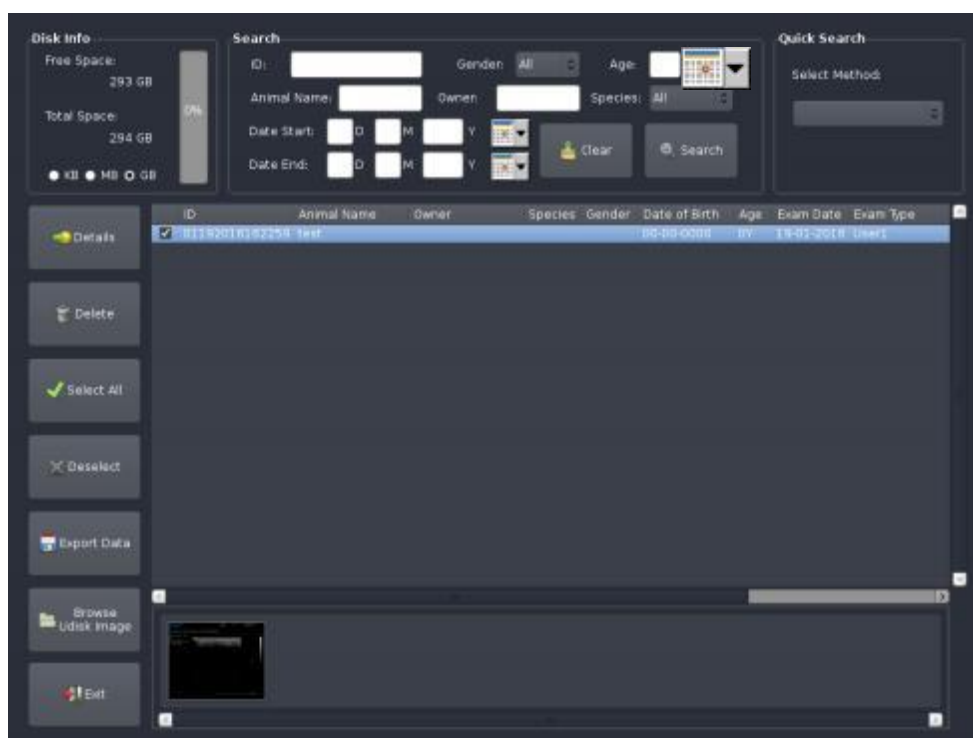 Disk Info
Free Space:
293 GB
Total Space:
294 GB
0%
KB MB GB
Search
ID: Gender: All Age:
Animal Name: Owner: Species: All
Date Start: D M Y
Date End: D M Y
Clear Search
Quick Search
Select Method:
ID Animal Name Owner Species Gender Date of Birth Age Exam Date Exam Type
test 00-00-0000 0Y 19-01-2018 User1
Details
Delete
Select All
Deselect
Export Data
Browse
Udisk Image
Exit